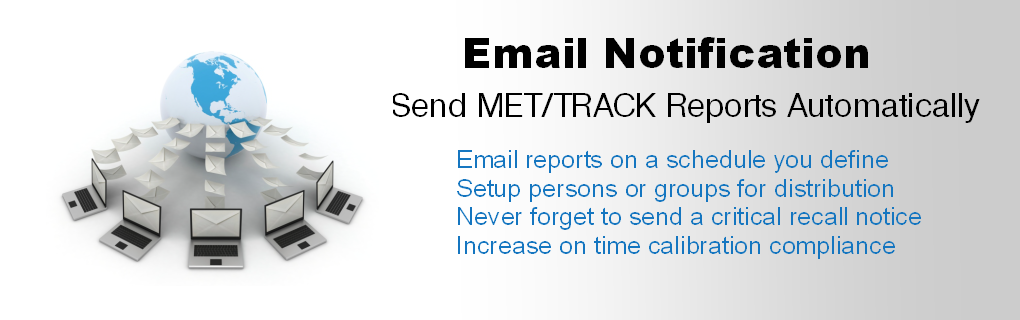 Email Notification
Send MET/TRACK Reports Automatically
Email reports on a schedule you define
Setup persons or groups for distribution
Never forget to send a critical recall notice
Increase on time calibration compliance